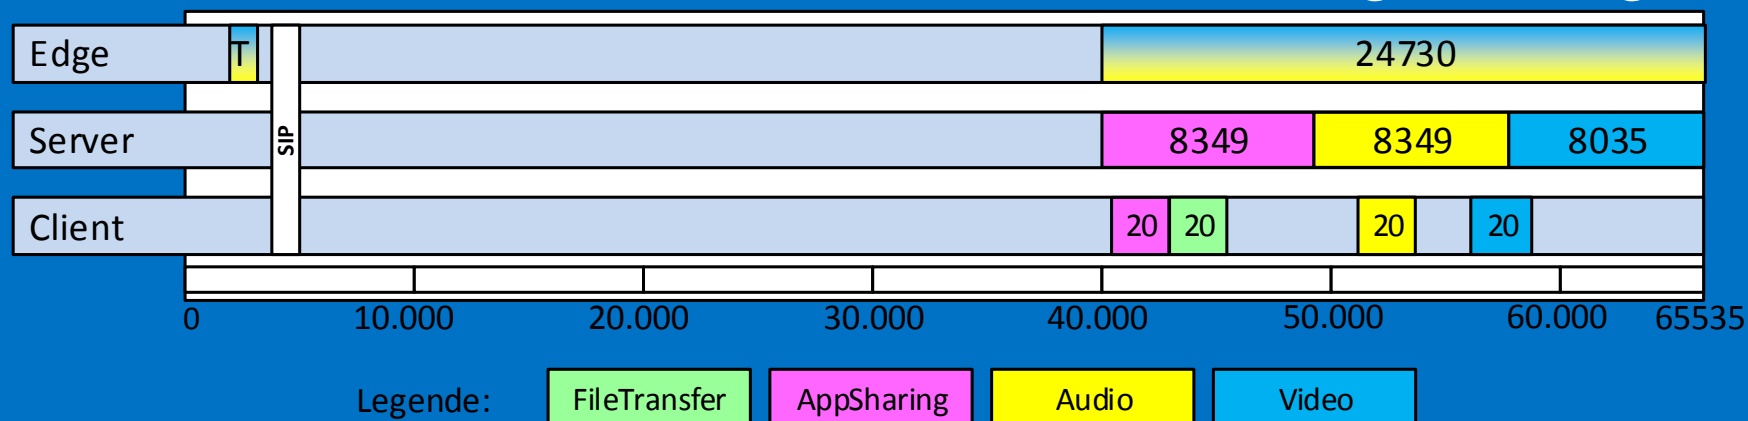 Edge T 24730
SIP
Server 8349 8349 8035
Client 20 20 20 20
0 10.000 20.000 30.000 40.000 50.000 60.000 65535
Legende: FileTransfer AppSharing Audio Video